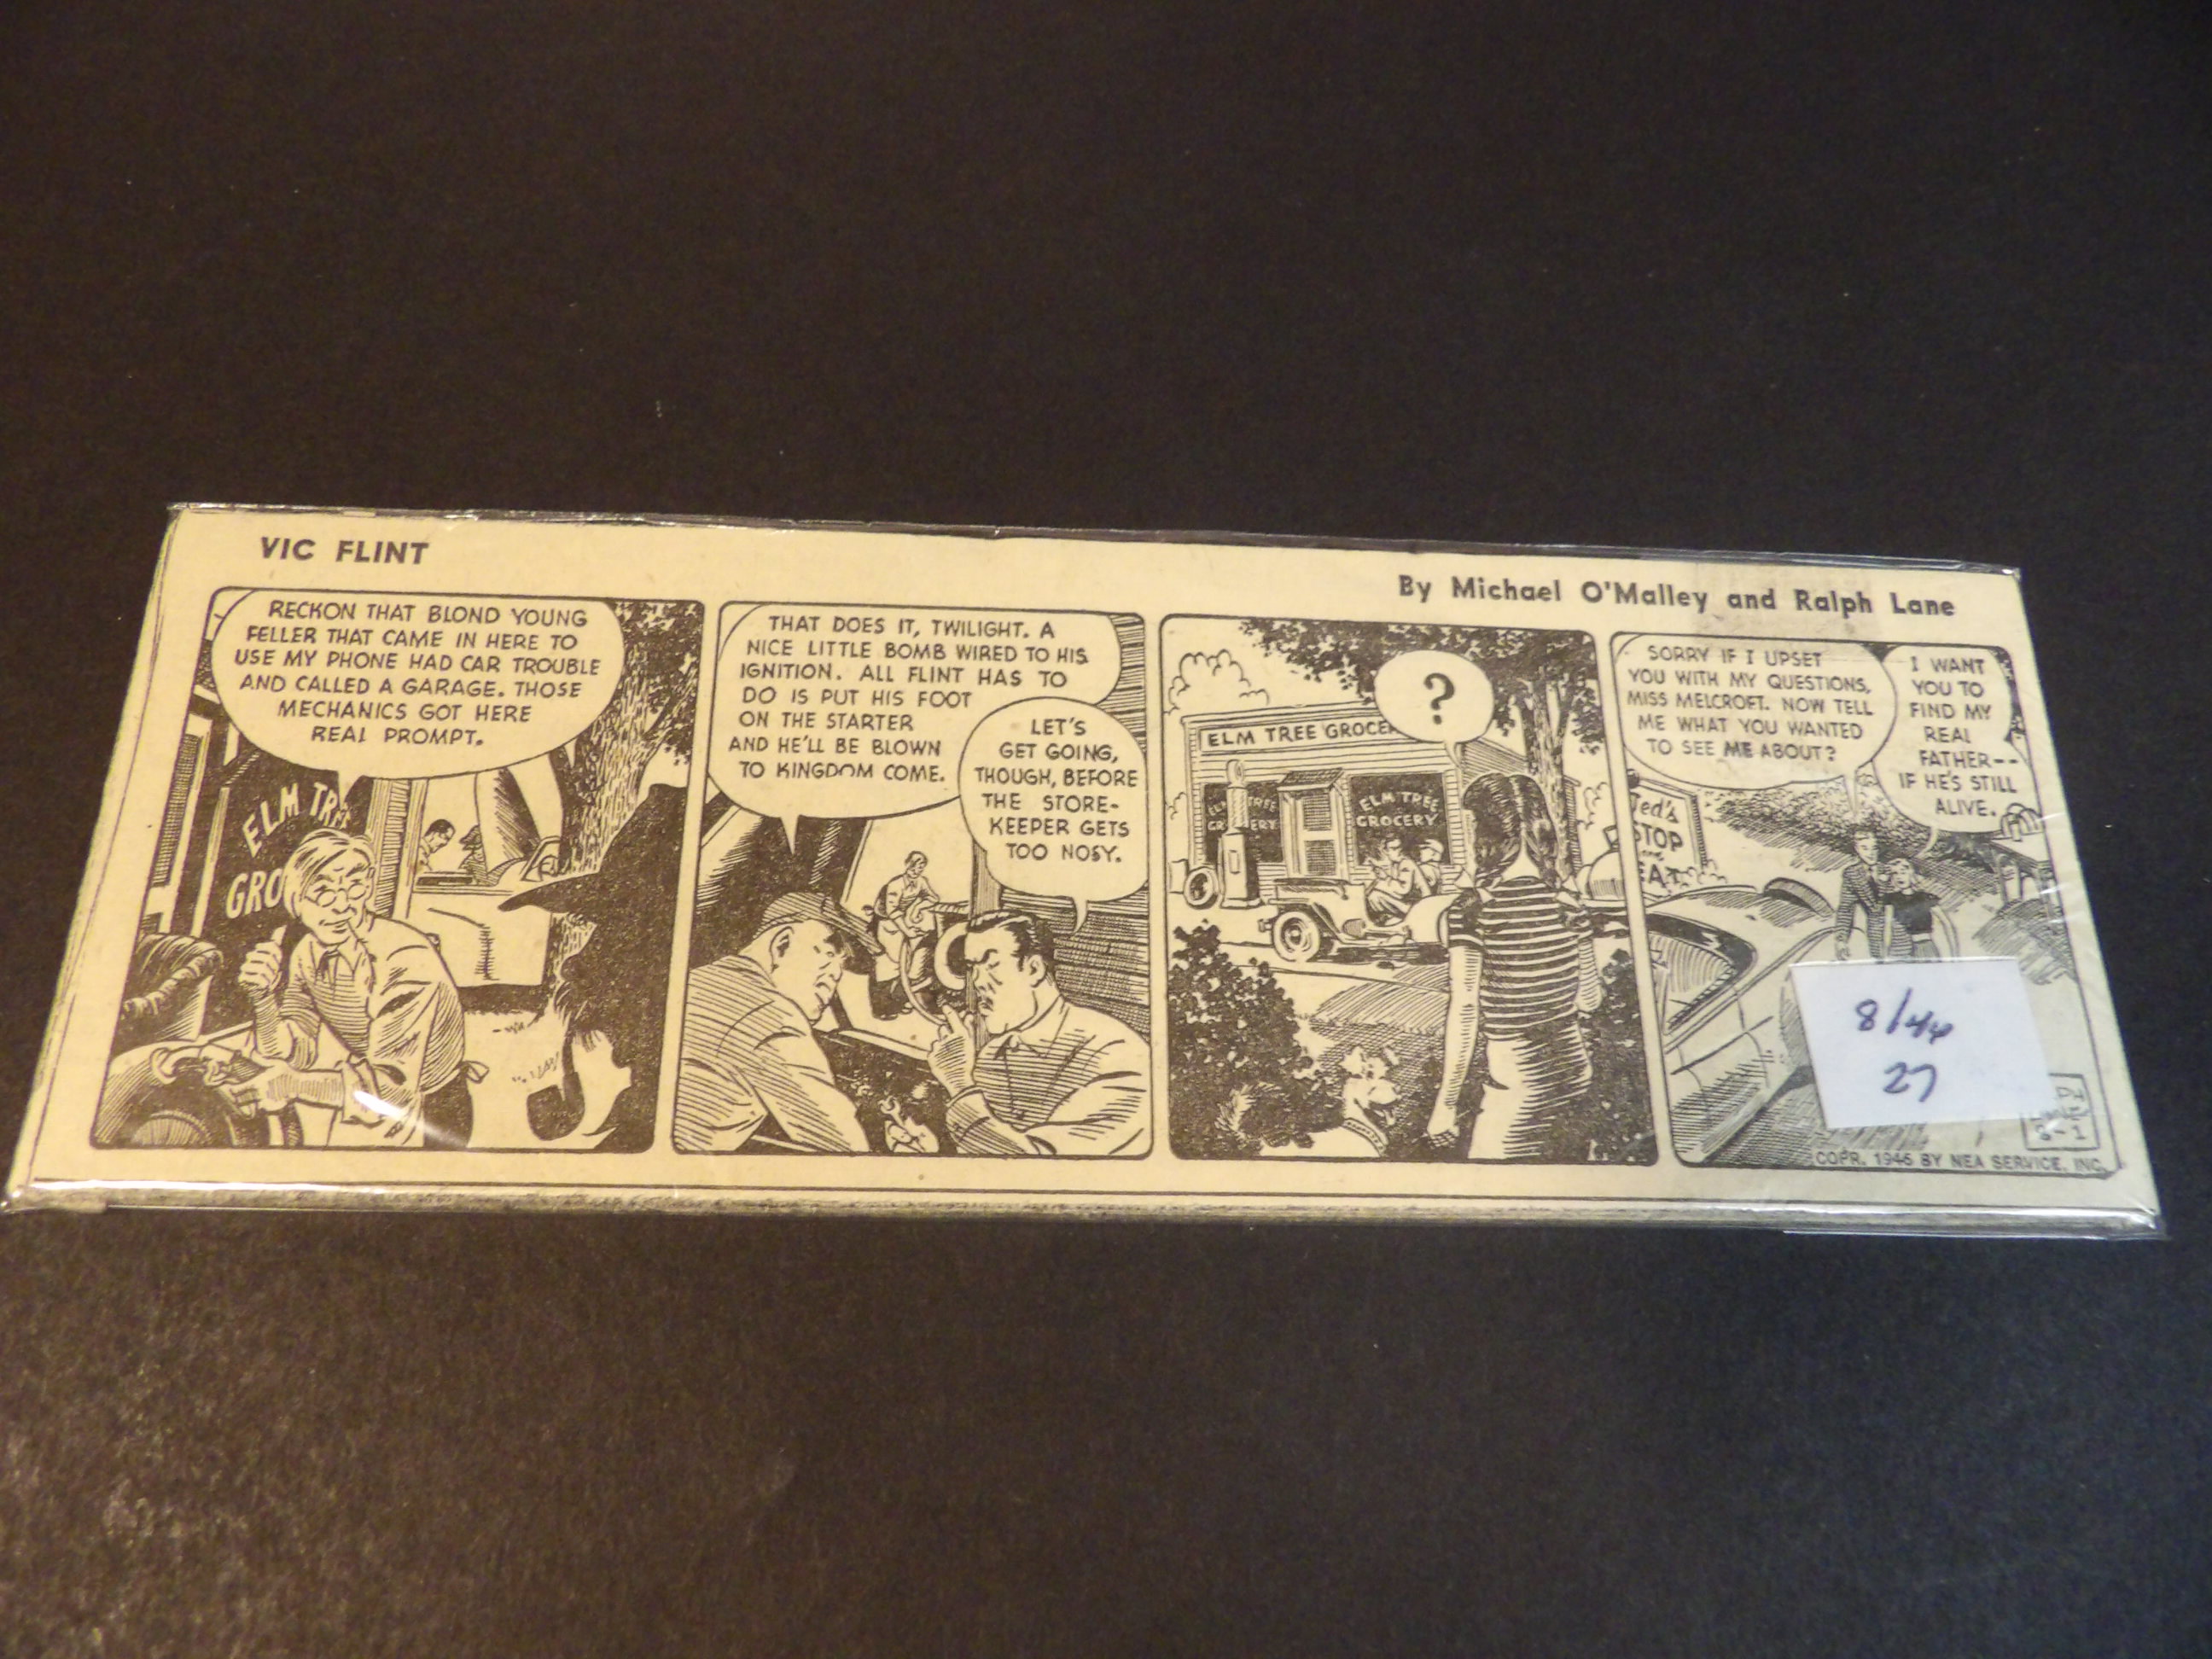 VIC FLINT
By Michael O'Malley and Ralph Lane
RECKON THAT BLOND YOUNG
FELLER THAT CAME IN HERE TO
USE MY PHONE HAD CAR TROUBLE
AND CALLED A GARAGE. THOSE
MECHANICS GOT HERE
REAL PROMPT.
ELM TR
GRO
THAT DOES IT, TWILIGHT. A
NICE LITTLE BOMB WIRED TO HIS
IGNITION. ALL FLINT HAS TO
DO IS PUT HIS FOOT
ON THE STARTER
AND HE'LL BE BLOWN
TO KINGDOM COME.
LET'S
GET GOING,
THOUGH, BEFORE
THE STORE-
KEEPER GETS
TOO NOSY.
?
ELM TREE GROCE
ELM TREE
GROCERY
ELM TREE
GROCERY
SORRY IF I UPSET
YOU WITH MY QUESTIONS,
MISS MELCROFT. NOW TELL
ME WHAT YOU WANTED
TO SEE ME ABOUT?
I WANT
YOU TO
FIND MY
REAL
FATHER--
IF HE'S STILL
ALIVE.
Ted's
STOP
EAT
27
8-1
COPR. 1946 BY NEA SERVICE, INC.